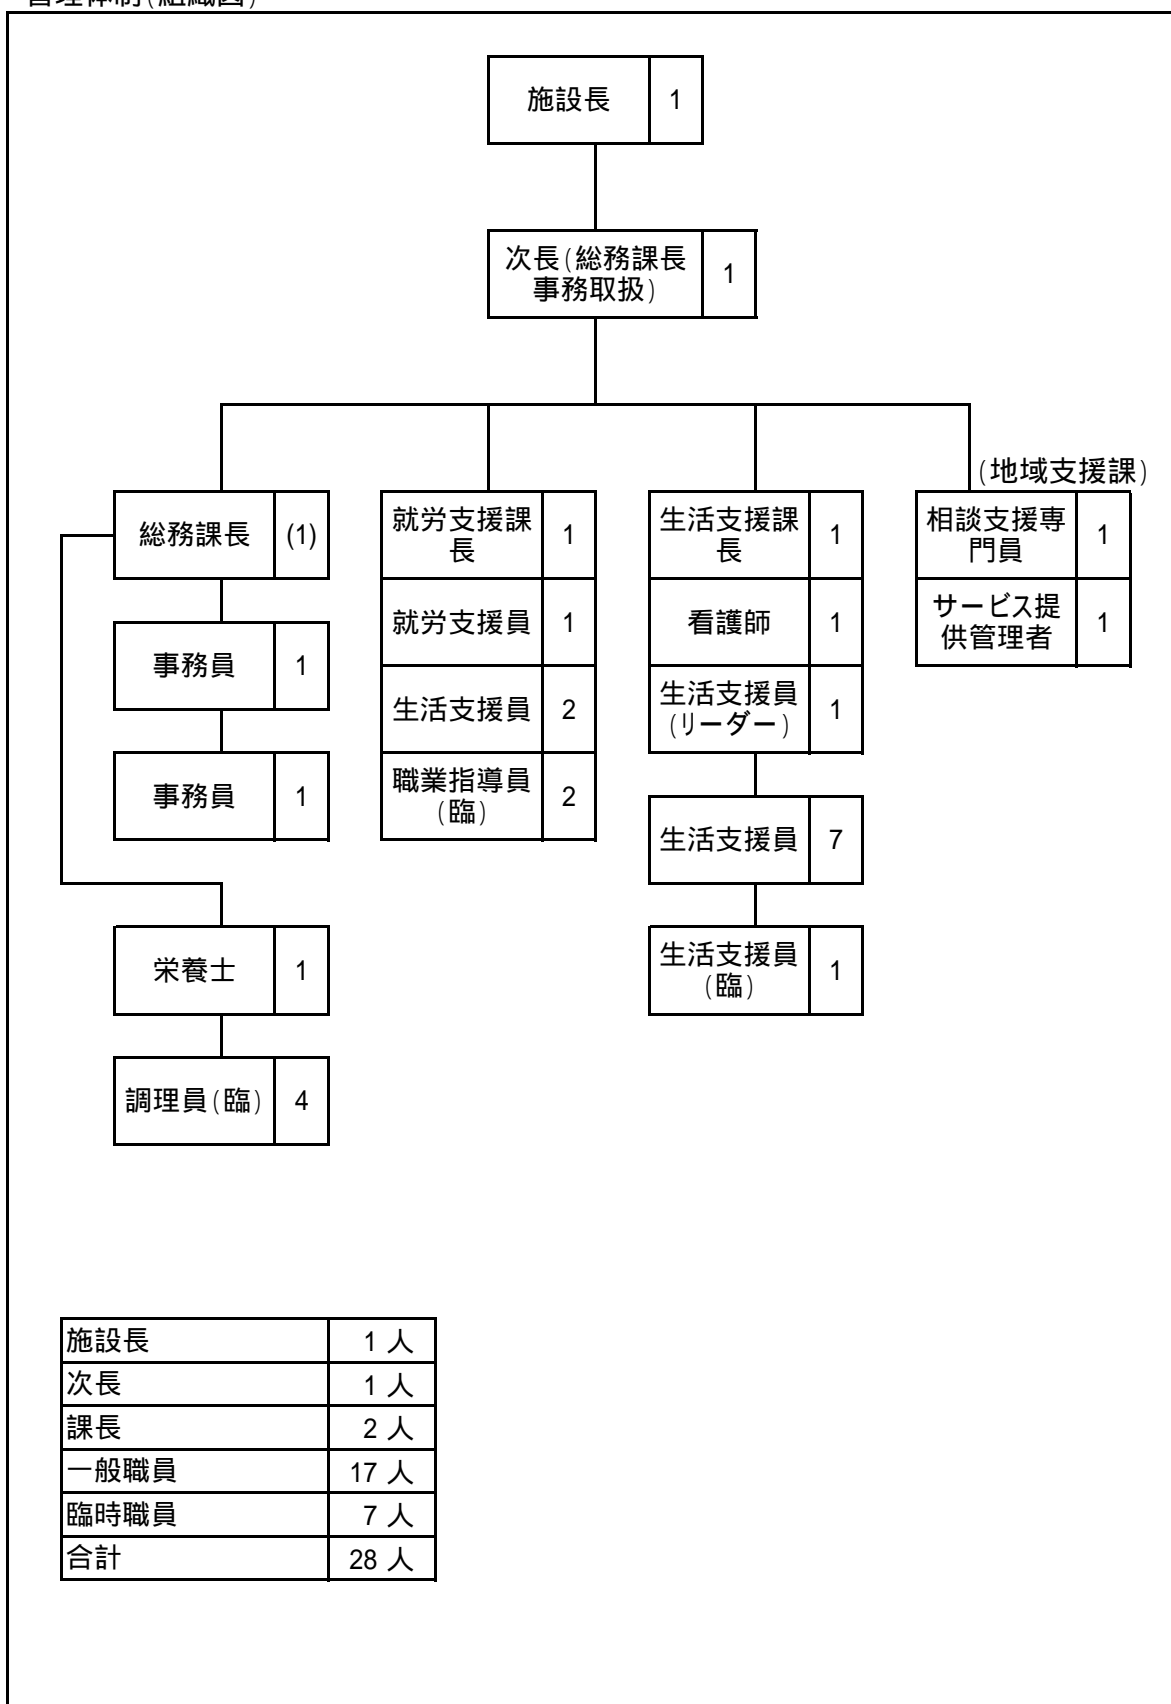 管理体制(組織図)
施設長 1
次長(総務課長
事務取扱) 1
(地域支援課)
総務課長 (1)
事務員 1
事務員 1
栄養士 1
調理員(臨) 4
就労支援課
長 1
就労支援員 1
生活支援員 2
職業指導員
(臨) 2
生活支援課
長 1
看護師 1
生活支援員
(リーダー) 1
生活支援員 7
生活支援員
(臨) 1
相談支援専
門員 1
サービス提
供管理者 1
施設長 1 人
次長 1 人
課長 2 人
一般職員 17 人
臨時職員 7 人
合計 28 人